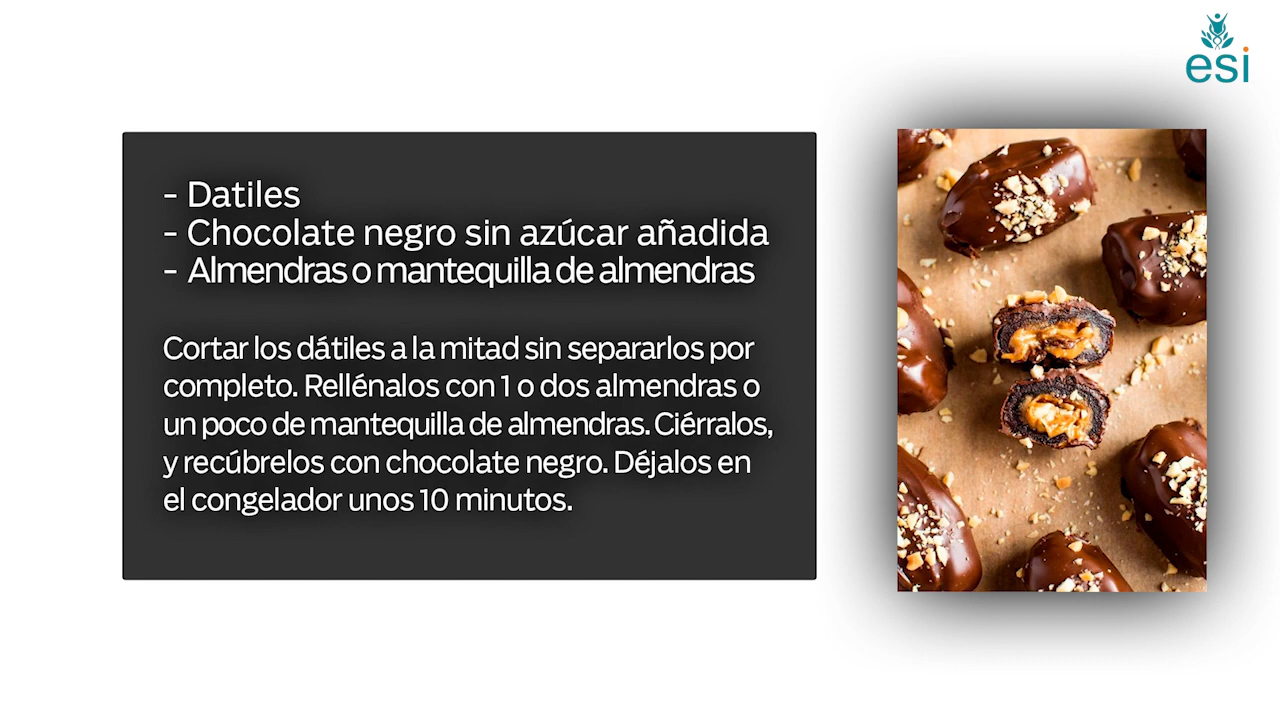 esi
- Datiles
- Chocolate negro sin azúcar añadida
- Almendras o mantequilla de almendras
Cortar los dátiles a la mitad sin separarlos por
completo. Rellénalos con 1 o dos almendras o
un poco de mantequilla de almendras. Ciérralos,
y recúbrelos con chocolate negro. Déjalos en
el congelador unos 10 minutos.